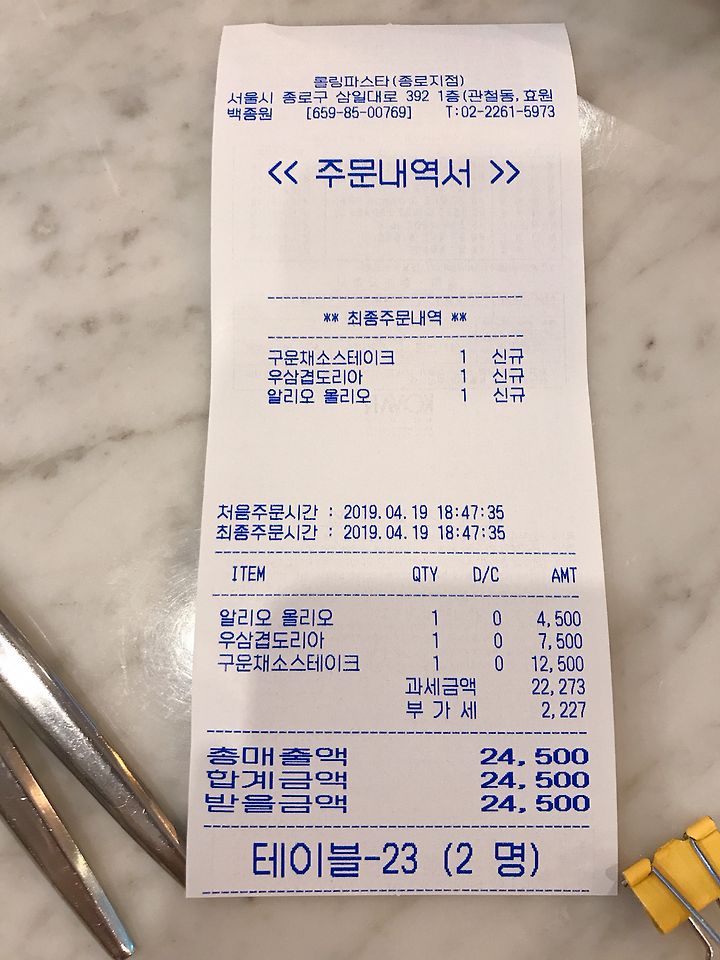 롤링파스타(종로지점)
서울시 종로구 삼일대로 392 1층(관철동,효원
백종원 [659-85-00769] T:02-2261-5973
<< 주문내역서 >>
** 최종주문내역 **
구운채소스테이크 1 신규
우삼겹도리아 1 신규
알리오 올리오 1 신규
처음주문시간 : 2019.04.19 18:47:35
최종주문시간 : 2019.04.19 18:47:35
ITEM QTY D/C AMT
알리오 올리오 1 0 4,500
우삼겹도리아 1 0 7,500
구운채소스테이크 1 0 12,500
과세금액 22,273
부 가 세 2,227
총매출액 24,500
합계금액 24,500
받을금액 24,500
테이블-23 (2 명)